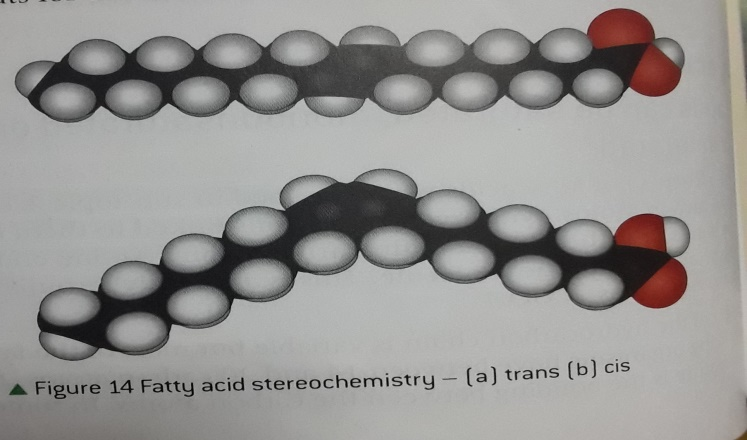 ▲ Figure 14 Fatty acid stereochemistry – (a) trans (b) cis